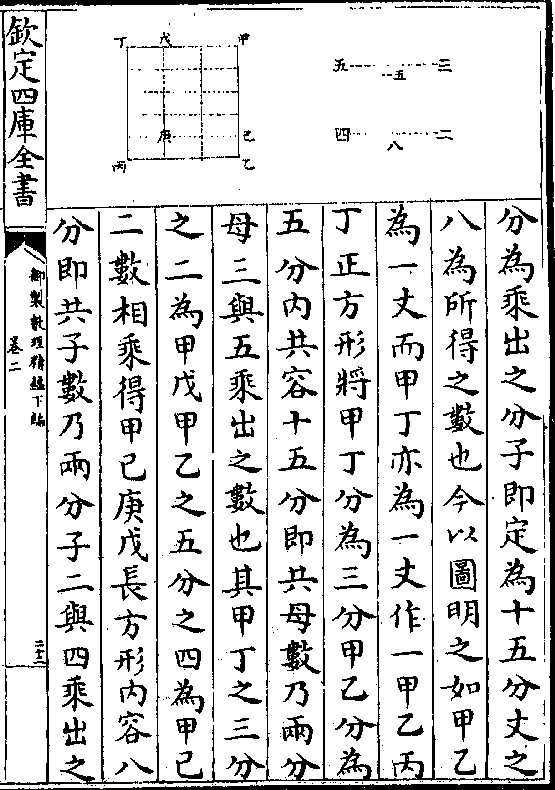 分為乘出之分子即定為十五分丈之
八為所得之數也今以圖明之如甲乙
為一丈而甲丁亦為一丈作一甲乙丙
丁正方形將甲丁分為三分甲乙分為
五分內共容十五分即共母數乃兩分
母三與五乘出之數也其甲丁之三分
之二為甲戊甲乙之五分之四為甲己
二數相乘得甲己庚戊長方形內容八
分即共子數乃兩分子二與四乘出之
三 五
五
二 四
八
甲 戊 丁
己 庚
乙 丙
欽定四庫全書
御製數理精蘊下編
卷二
二十三